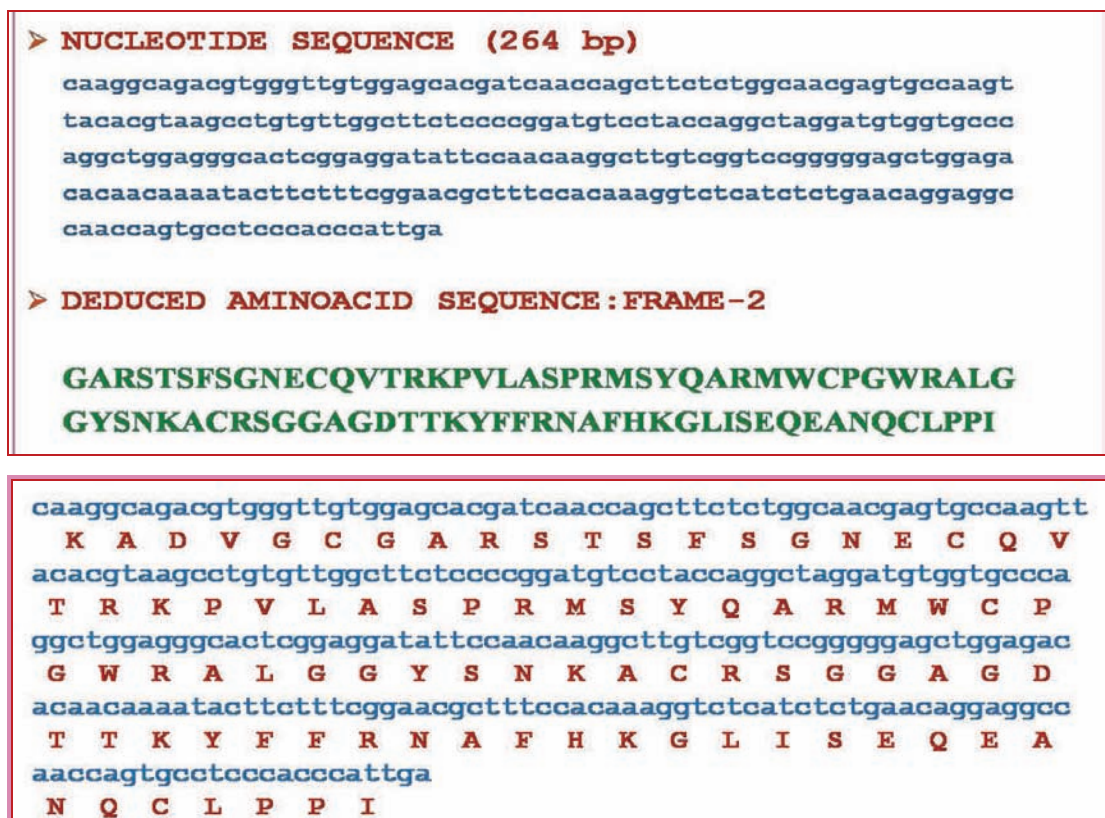 ➢ NUCLEOTIDE SEQUENCE (264 bp)
caaggcagacgtgggttgtggagcacgatcaaccagcttctctggcaacgagtgccaagt
tacacgtaagcctgtgttggcttctccccggatgtcctaccaggctaggatgtggtgccc
aggctggagggcactcggaggatattccaacaaggcttgtcggtccgggggagctggaga
cacaacaaaatacttctttcggaacgctttccacaaaggtctcatctctgaacaggaggc
caaccagtgcctcccacccattga
➢ DEDUCED AMINOACID SEQUENCE:FRAME-2
GARSTSFSGNECQVTRKPVLASPRMSYQARMWCPGWRALG
GYSNKACRSGGAGDTTKYFFRNAFHKGLISEQEANQCLPPI
caaggcagacgtgggttgtggagcacgatcaaccagcttctctggcaacgagtgccaagtt
K A D V G C G A R S T S F S G N E C Q V
acacgtaagcctgtgttggcttctccccggatgtcctaccaggctaggatgtggtgccca
T R K P V L A S P R M S Y Q A R M W C P
ggctggagggcactcggaggatattccaacaaggcttgtcggtccgggggagctggagac
G W R A L G G Y S N K A C R S G G A G D
acaacaaaatacttctttcggaacgctttccacaaaggtctcatctctgaacaggaggcc
T T K Y F F R N A F H K G L I S E Q E A
aaccagtgcctcccacccattga
N Q C L P P I